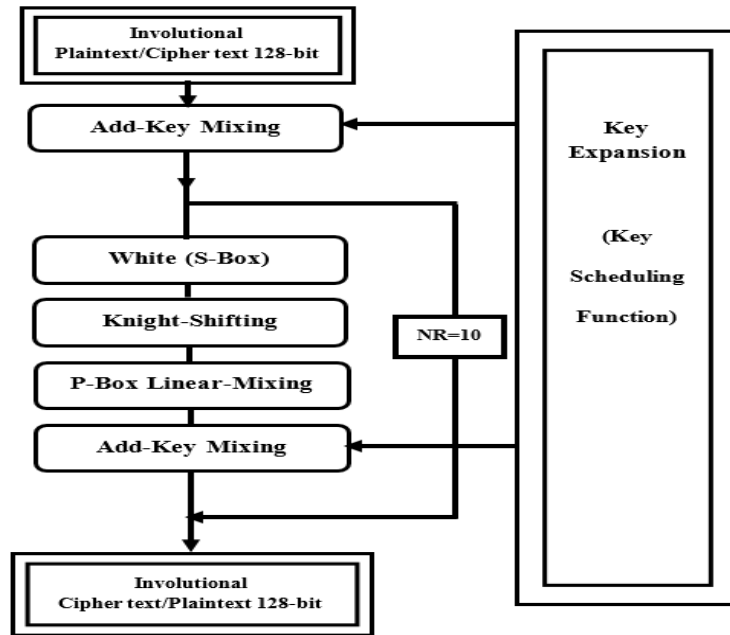 Involutional
Plaintext/Cipher text 128-bit
Add-Key Mixing
White (S-Box)
Knight-Shifting
P-Box Linear-Mixing
Add-Key Mixing
Involutional
Cipher text/Plaintext 128-bit
NR=10
Key
Expansion
(Key
Scheduling
Function)